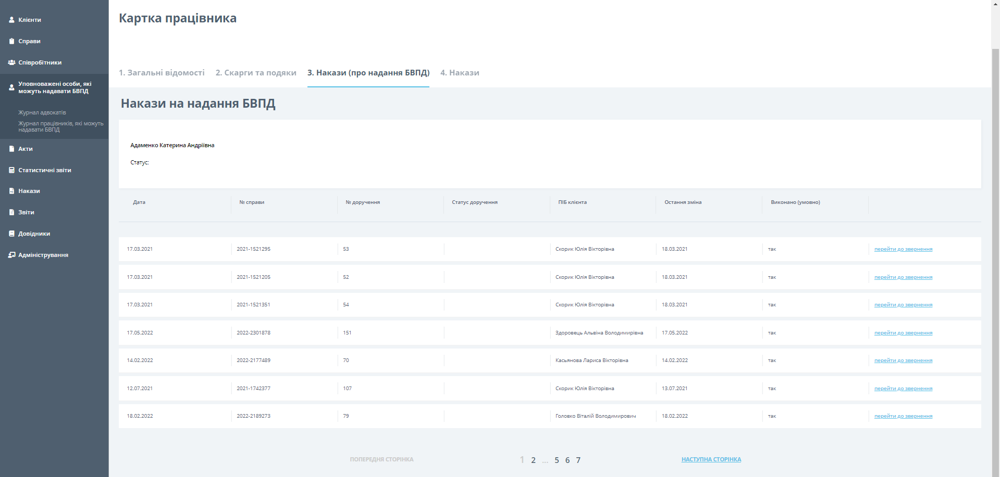 Клієнти
Справи
Співробітники
Уповноважені особи, які
можуть надавати БВПД
Журнал адвокатів
Журнал працівників, які можуть
надавати БВПД
Акти
Статистичні звіти
Накази
Звіти
Довідники
Адміністрування
Картка працівника
1. Загальні відомості 2. Скарги та подяки 3. Накази (про надання БВПД) 4. Накази
Накази на надання БВПД
Адаменко Катерина Андріївна
Статус:
Дата № справи № доручення Статус доручення ПІБ клієнта Остання зміна Виконано (умовно)
17.03.2021 2021-1521295 53 Скорик Юлія Вікторівна 18.03.2021 так перейти до звернення
17.03.2021 2021-1521205 52 Скорик Юлія Вікторівна 18.03.2021 так перейти до звернення
17.03.2021 2021-1521351 54 Скорик Юлія Вікторівна 18.03.2021 так перейти до звернення
17.05.2022 2022-2301878 151 Здоровець Альвіна Володимирівна 17.05.2022 так перейти до звернення
14.02.2022 2022-2177489 70 Касьянова Лариса Вікторівна 14.02.2022 так перейти до звернення
12.07.2021 2021-1742377 107 Скорик Юлія Вікторівна 13.07.2021 так перейти до звернення
18.02.2022 2022-2189273 79 Головко Віталій Володимирович 18.02.2022 так перейти до звернення
ПОПЕРЕДНЯ СТОРІНКА 1 2 ... 5 6 7 НАСТУПНА СТОРІНКА